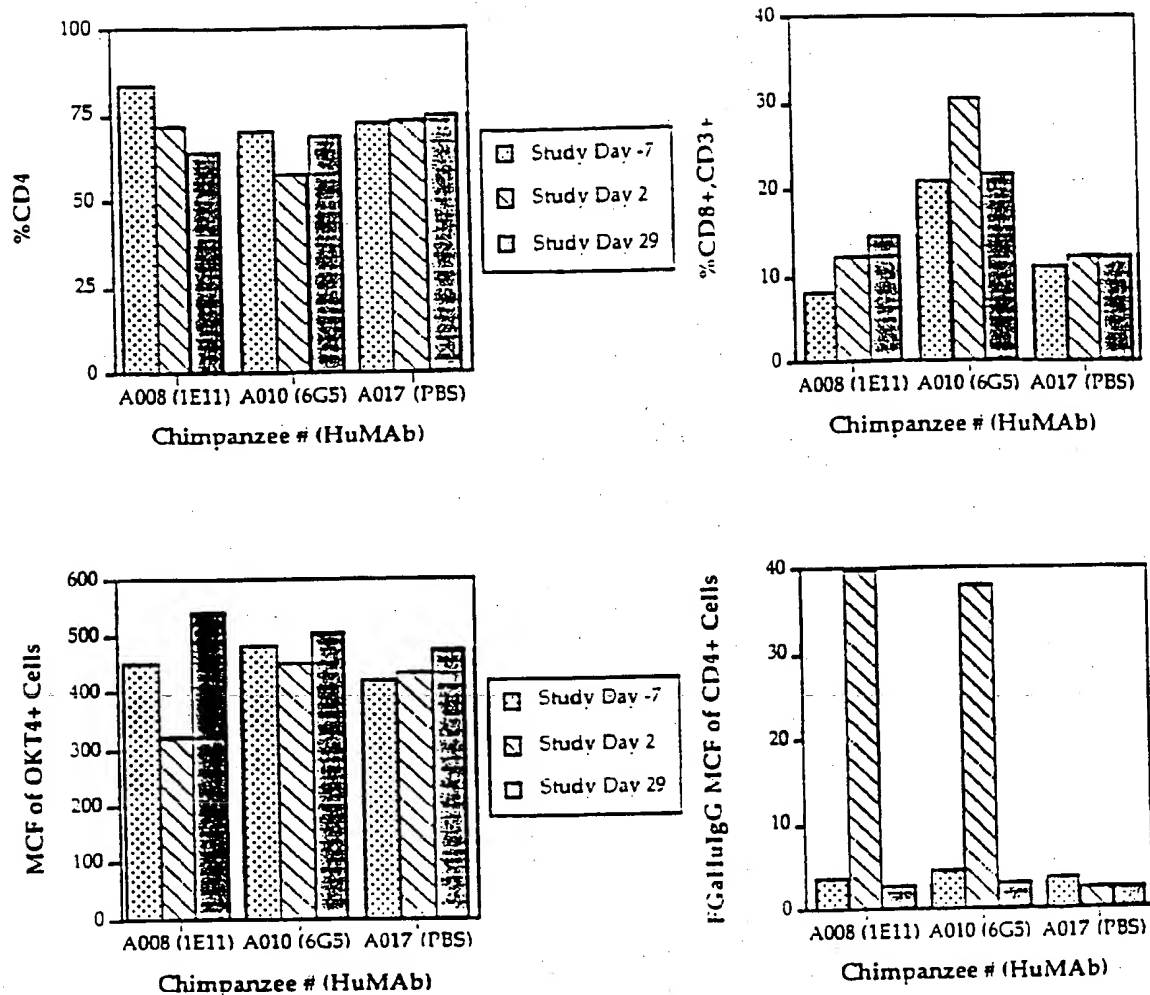 100
75
50
25
0
%CD4
A008 (1E11) A010 (6G5) A017 (PBS)
Chimpanzee # (HuMAb)
Study Day -7
Study Day 2
Study Day 29
40
30
20
10
0
%CD8+,CD3+
A008 (1E11) A010 (6G5) A017 (PBS)
Chimpanzee # (HuMAb)
600
500
400
300
200
100
0
MCF of OKT4+ Cells
A008 (1E11) A010 (6G5) A017 (PBS)
Chimpanzee # (HuMAb)
Study Day -7
Study Day 2
Study Day 29
40
30
20
10
0
FGaHuIgG MCF of CD4+ Cells
A008 (1E11) A010 (6G5) A017 (PBS)
Chimpanzee # (HuMAb)